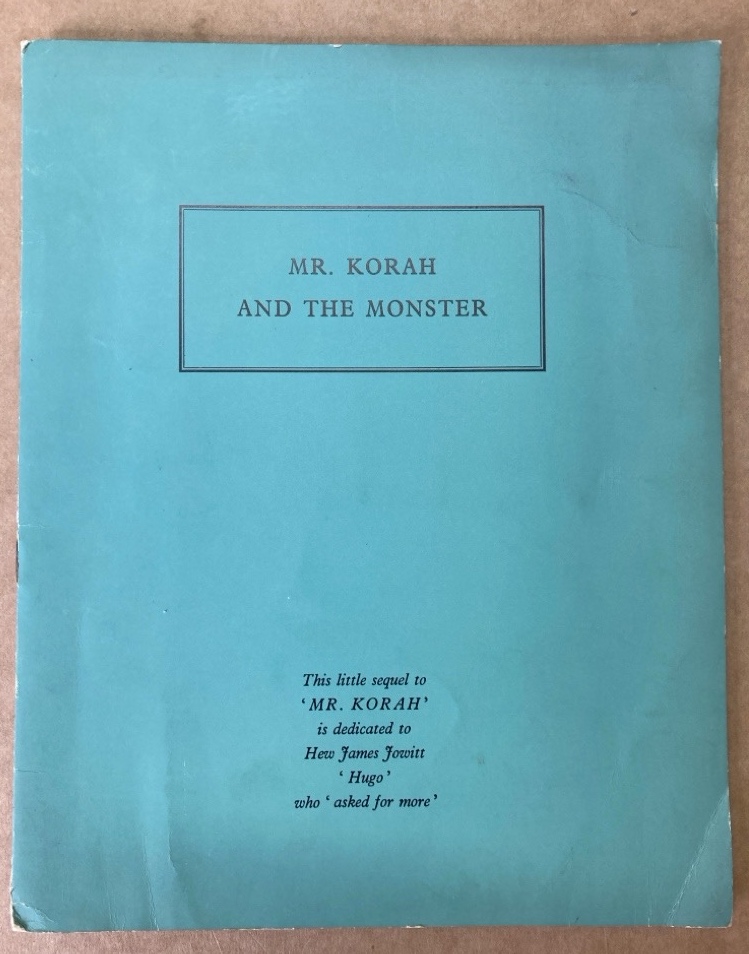 MR. KORAH
AND THE MONSTER
This little sequel to
‘MR. KORAH’
is dedicated to
Hew James Jowitt
‘ Hugo ’
who ‘ asked for more ’